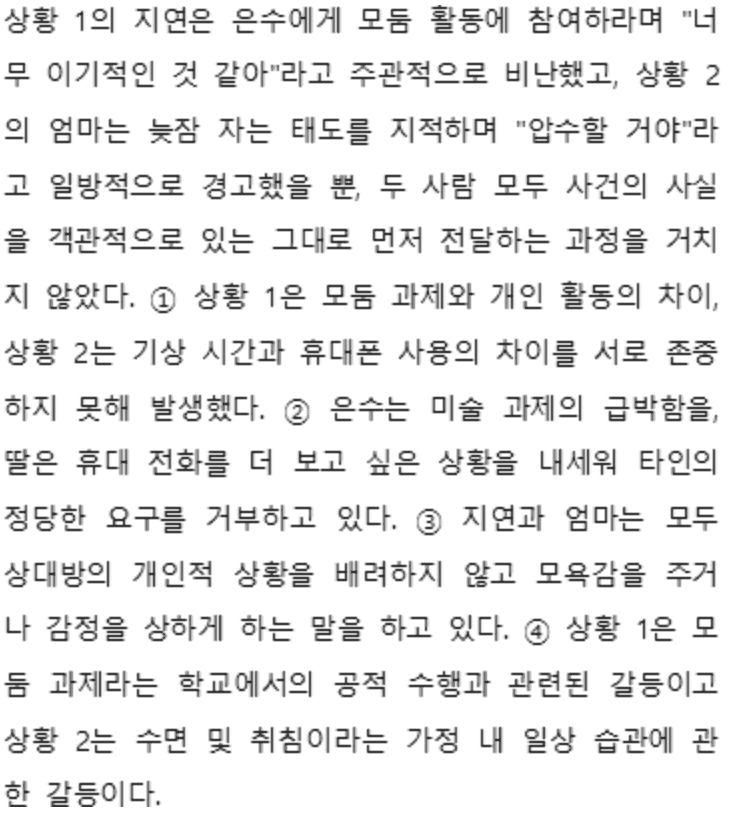 상황 1의 지연은 은수에게 모둠 활동에 참여하라며 "너
무 이기적인 것 같아"라고 주관적으로 비난했고, 상황 2
의 엄마는 늦잠 자는 태도를 지적하며 "압수할 거야"라
고 일방적으로 경고했을 뿐, 두 사람 모두 사건의 사실
을 객관적으로 있는 그대로 먼저 전달하는 과정을 거치
지 않았다. ① 상황 1은 모둠 과제와 개인 활동의 차이,
상황 2는 기상 시간과 휴대폰 사용의 차이를 서로 존중
하지 못해 발생했다. ② 은수는 미술 과제의 급박함을,
딸은 휴대 전화를 더 보고 싶은 상황을 내세워 타인의
정당한 요구를 거부하고 있다. ③ 지연과 엄마는 모두
상대방의 개인적 상황을 배려하지 않고 모욕감을 주거
나 감정을 상하게 하는 말을 하고 있다. ④ 상황 1은 모
둠 과제라는 학교에서의 공적 수행과 관련된 갈등이고
상황 2는 수면 및 취침이라는 가정 내 일상 습관에 관
한 갈등이다.